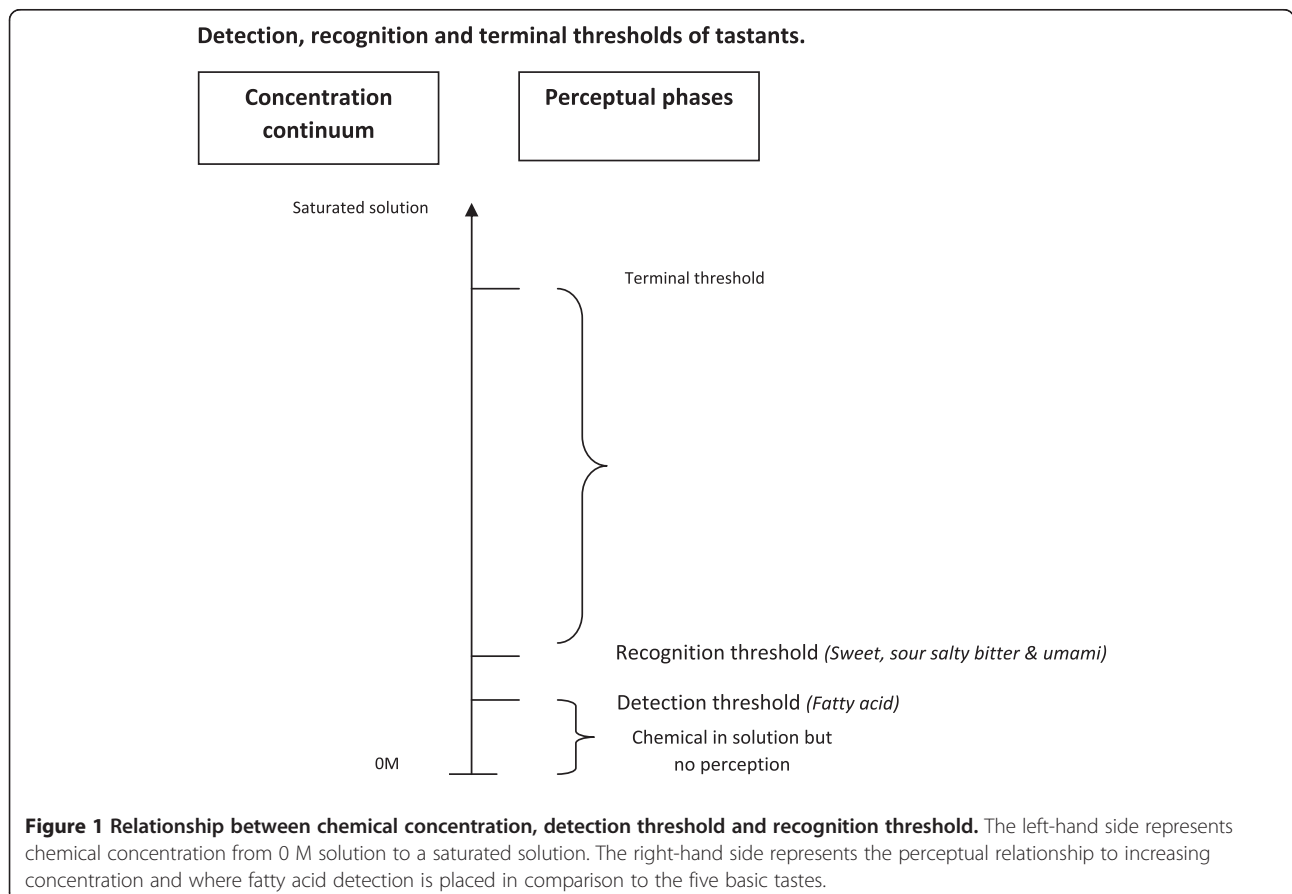 Detection, recognition and terminal thresholds of tastants.
Concentration
continuum
Perceptual phases
Saturated solution
Terminal threshold
Recognition threshold (Sweet, sour salty bitter & umami)
Detection threshold (Fatty acid)
Chemical in solution but
no perception
0M
Figure 1 Relationship between chemical concentration, detection threshold and recognition threshold. The left-hand side represents
chemical concentration from 0 M solution to a saturated solution. The right-hand side represents the perceptual relationship to increasing
concentration and where fatty acid detection is placed in comparison to the five basic tastes.